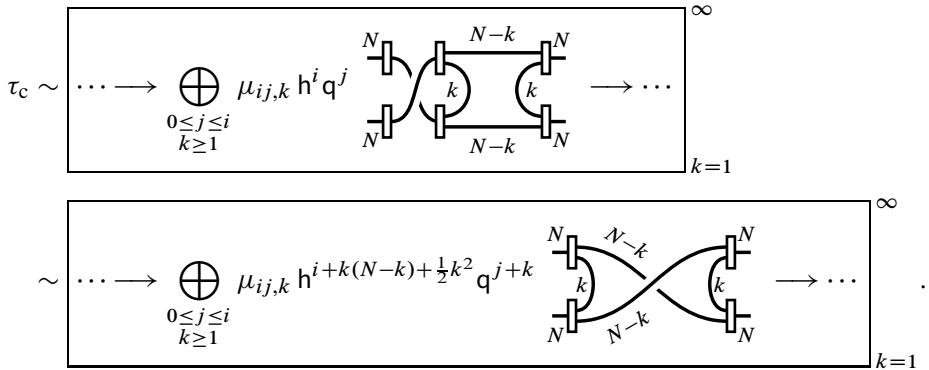 τ_c ∼ [ ⋯ ⟶ ⨁_{0≤j≤i, k≥1} μ_{ij,k} h^i q^j N N k N−k N−k k N N ⟶ ⋯ ]_{k=1}^∞
∼ [ ⋯ ⟶ ⨁_{0≤j≤i, k≥1} μ_{ij,k} h^{i+k(N−k)+½k²} q^{j+k} N N k N−k N−k k N N ⟶ ⋯ ]_{k=1}^∞ .